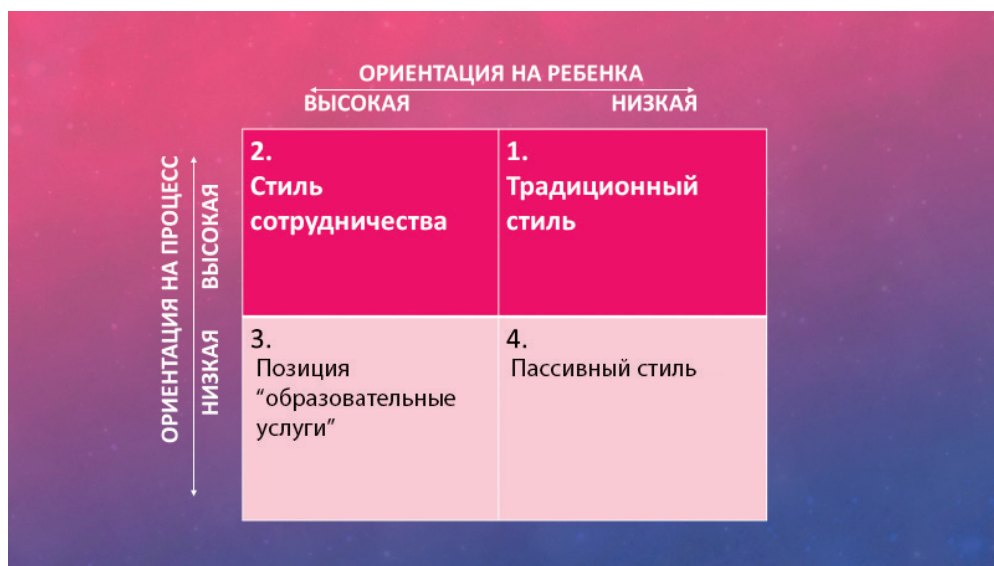 ОРИЕНТАЦИЯ НА РЕБЕНКА
ВЫСОКАЯ
НИЗКАЯ
ОРИЕНТАЦИЯ НА ПРОЦЕСС
ВЫСОКАЯ
НИЗКАЯ
2.
Стиль
сотрудничества
1.
Традиционный
стиль
3.
Позиция
“образовательные
услуги”
4.
Пассивный стиль